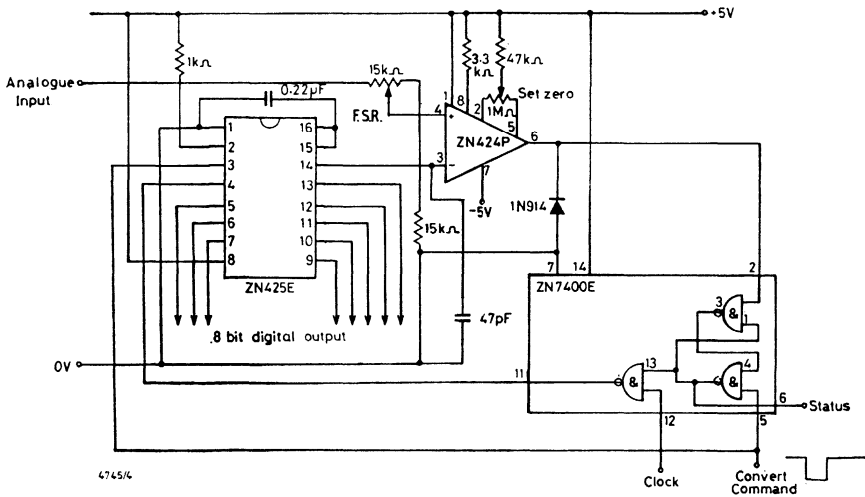 +5V
1kΩ
3.3 kΩ
47kΩ
15kΩ
Analogue Input
0.22µF
Set zero
F.S.R.
1MΩ
1
8
2
5
4
+
ZN424P
6
3
−
7
-5V
1 16
2 15
3 14
4 13
5 12
6 11
7 10
8 9
ZN425E
1N914
15kΩ
7
14
2
ZN7400E
3
&
1
47pF
.8 bit digital output
0V
11
&
13
&
4
6
Status
12
5
4745/4
Clock
Convert Command